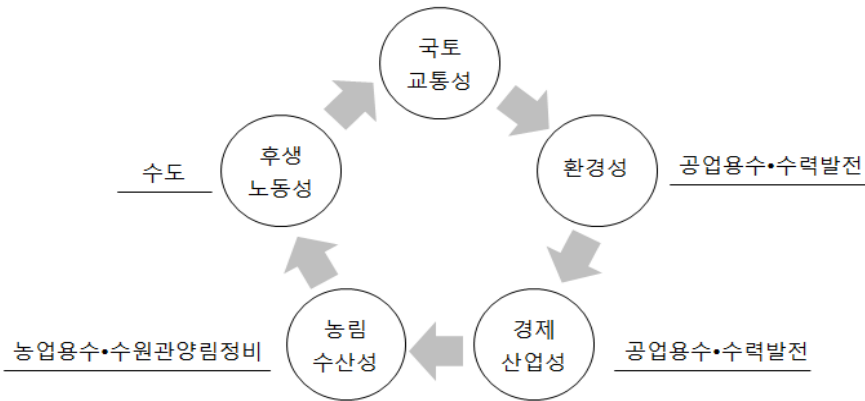 국토
교통성
후생
노동성
수도
환경성
공업용수•수력발전
농림
수산성
농업용수•수원관양림정비
경제
산업성
공업용수•수력발전